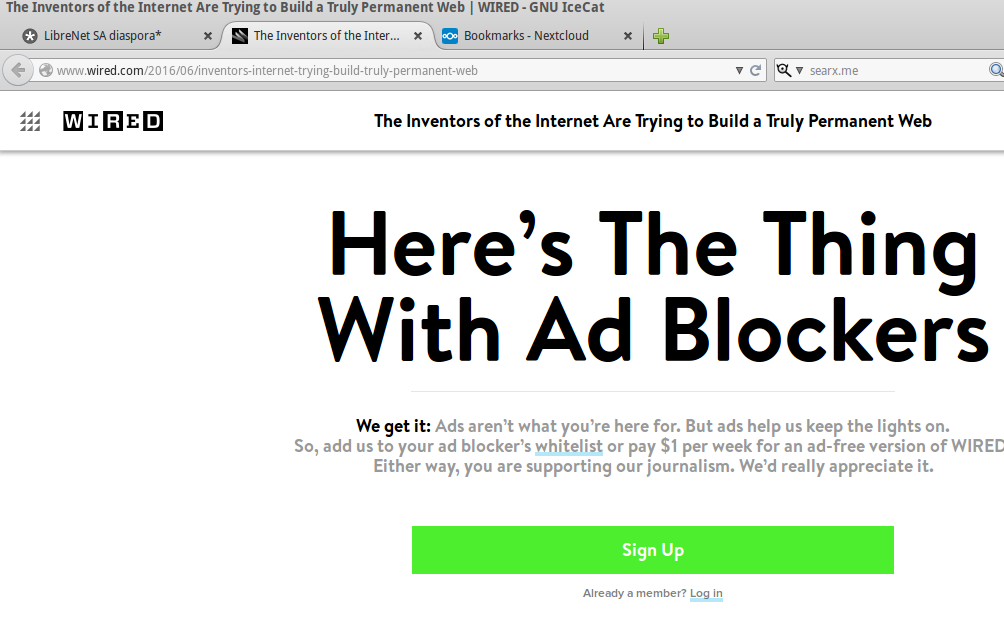 The Inventors of the Internet Are Trying to Build a Truly Permanent Web | WIRED - GNU IceCat
LibreNet SA diaspora*
The Inventors of the Inter...
Bookmarks - Nextcloud
www.wired.com/2016/06/inventors-internet-trying-build-truly-permanent-web
searx.me
WIRED
The Inventors of the Internet Are Trying to Build a Truly Permanent Web
Here’s The Thing
With Ad Blockers
We get it: Ads aren’t what you’re here for. But ads help us keep the lights on.
So, add us to your ad blocker’s whitelist or pay $1 per week for an ad-free version of WIRED
Either way, you are supporting our journalism. We’d really appreciate it.
Sign Up
Already a member? Log in